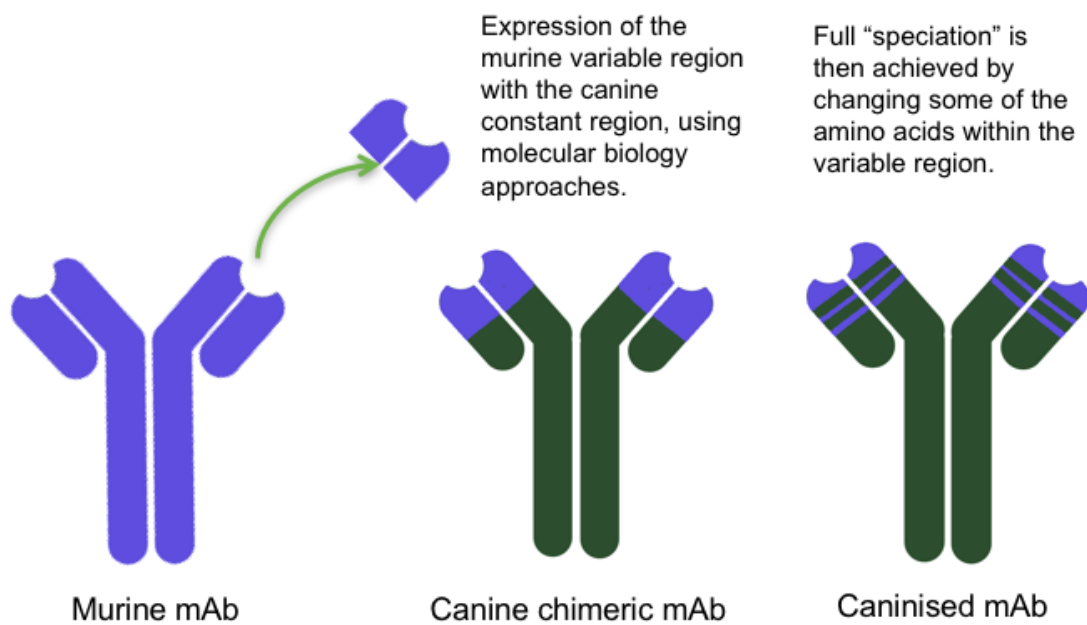 Expression of the
murine variable region
with the canine
constant region, using
molecular biology
approaches.
Full “speciation” is
then achieved by
changing some of the
amino acids within the
variable region.
Murine mAb
Canine chimeric mAb
Caninised mAb